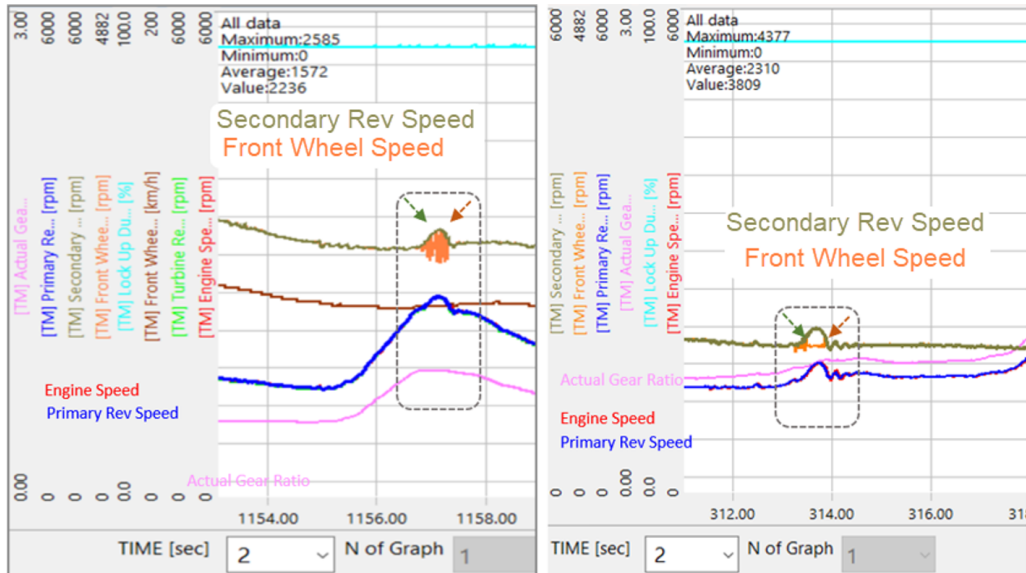 3.00
6000
6000
4882
100.0
200
6000
6000
All data
Maximum:2585
Minimum:0
Average:1572
Value:2236
Secondary Rev Speed
Front Wheel Speed
[TM] Actual Gea...
[TM] Primary Re... [rpm]
[TM] Secondary ... [rpm]
[TM] Front Whee... [rpm]
[TM] Lock Up Du... [%]
[TM] Front Whee... [km/h]
[TM] Turbine Re... [rpm]
[TM] Engine Spe... [rpm]
Engine Speed
Primary Rev Speed
Actual Gear Ratio
0.00
0
0
0
0.0
0
0
0
1154.00
1156.00
1158.00
TIME [sec]
2
N of Graph
1
6000
4882
6000
3.00
100.0
6000
All data
Maximum:4377
Minimum:0
Average:2310
Value:3809
Secondary Rev Speed
Front Wheel Speed
[TM] Secondary ... [rpm]
[TM] Front Whee... [rpm]
[TM] Primary Re... [rpm]
[TM] Actual Gea...
[TM] Lock Up Du... [%]
[TM] Engine Spe... [rpm]
Actual Gear Ratio
Engine Speed
Primary Rev Speed
0
0
0
0.00
0.0
0
312.00
314.00
316.00
318
TIME [sec]
2
N of Graph
1